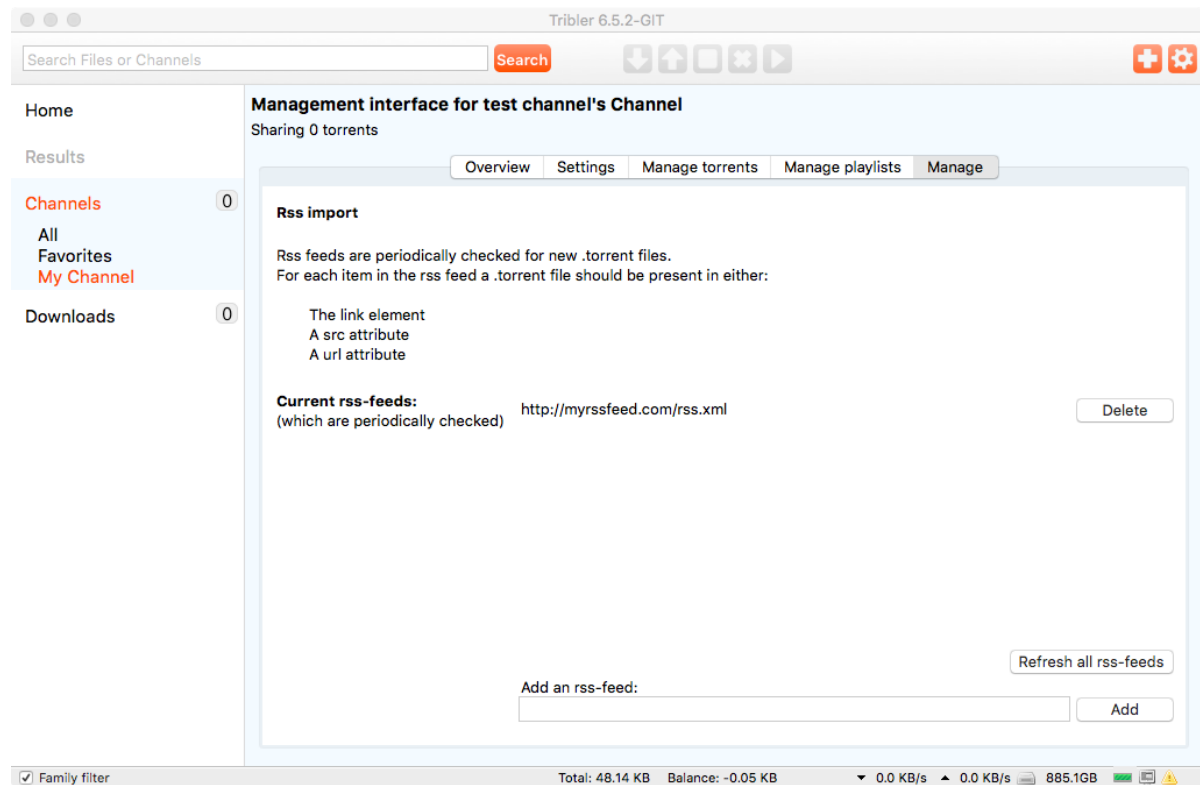 Tribler 6.5.2-GIT
Search Files or Channels
Search
Home
Results
Channels 0
All
Favorites
My Channel
Downloads 0
Management interface for test channel's Channel
Sharing 0 torrents
Overview Settings Manage torrents Manage playlists Manage
Rss import
Rss feeds are periodically checked for new .torrent files.
For each item in the rss feed a .torrent file should be present in either:
The link element
A src attribute
A url attribute
Current rss-feeds:
(which are periodically checked)
http://myrssfeed.com/rss.xml
Delete
Refresh all rss-feeds
Add an rss-feed:
Add
Family filter
Total: 48.14 KB Balance: -0.05 KB 0.0 KB/s 0.0 KB/s 885.1GB